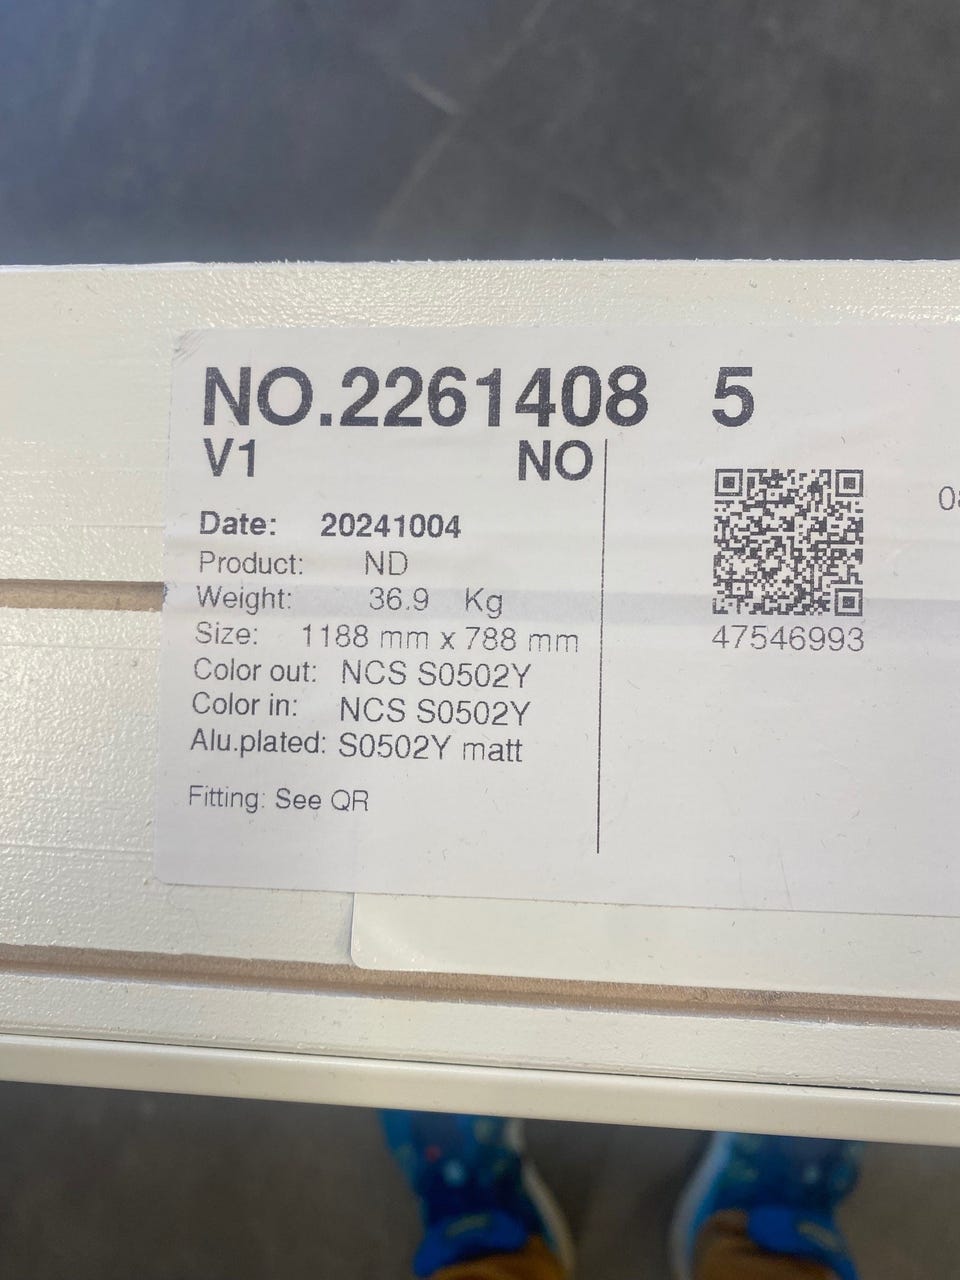 NO.2261408 5
V1 NO
Date: 20241004
Product: ND
Weight: 36.9 Kg
Size: 1188 mm x 788 mm
Color out: NCS S0502Y
Color in: NCS S0502Y
Alu.plated: S0502Y matt
Fitting: See QR
47546993